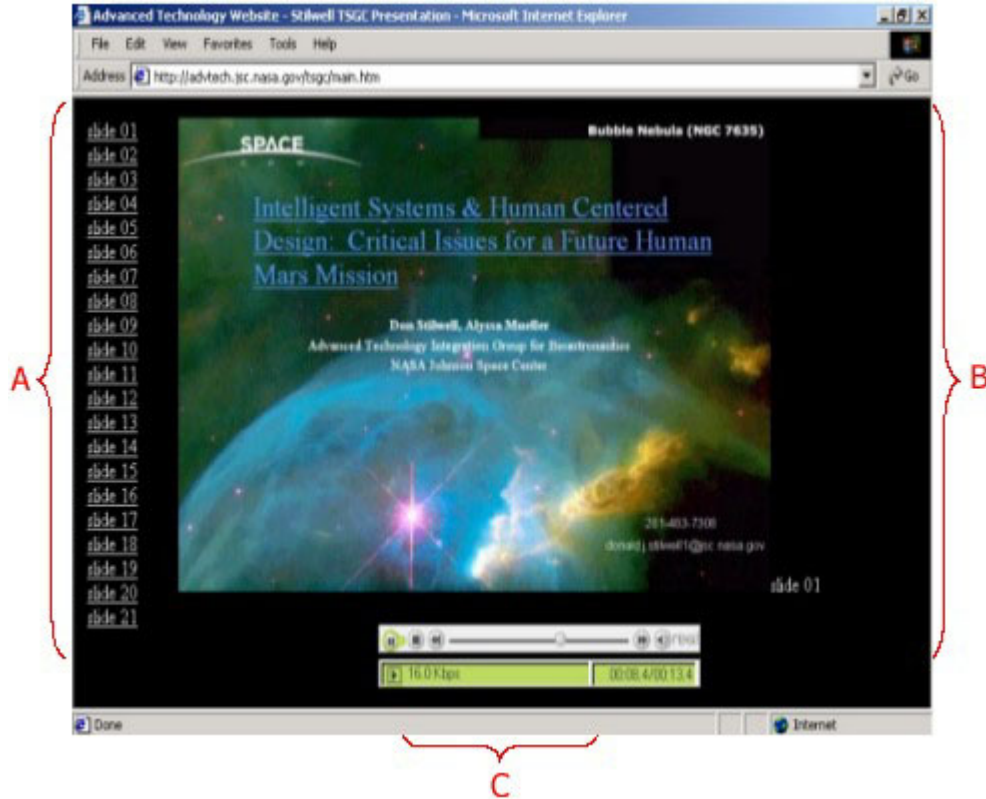 Advanced Technology Website - Stilwell TSGC Presentation - Microsoft Internet Explorer
File Edit View Favorites Tools Help
Address http://advtech.jsc.nasa.gov/tsgc/main.htm Go
slide 01
slide 02
slide 03
slide 04
slide 05
slide 06
slide 07
slide 08
slide 09
slide 10
slide 11
slide 12
slide 13
slide 14
slide 15
slide 16
slide 17
slide 18
slide 19
slide 20
slide 21
A
SPACE
Bubble Nebula (NGC 7635)
Intelligent Systems & Human Centered
Design: Critical Issues for a Future Human
Mars Mission
Don Stilwell, Alyssa Mueller
Advanced Technology Integration Group for Bioastronautics
NASA Johnson Space Center
281-483-7308
donald.j.stilwell1@jsc.nasa.gov
slide 01
B
real
16.0 Kbps 00:08.4/00:13.4
Done Internet
C